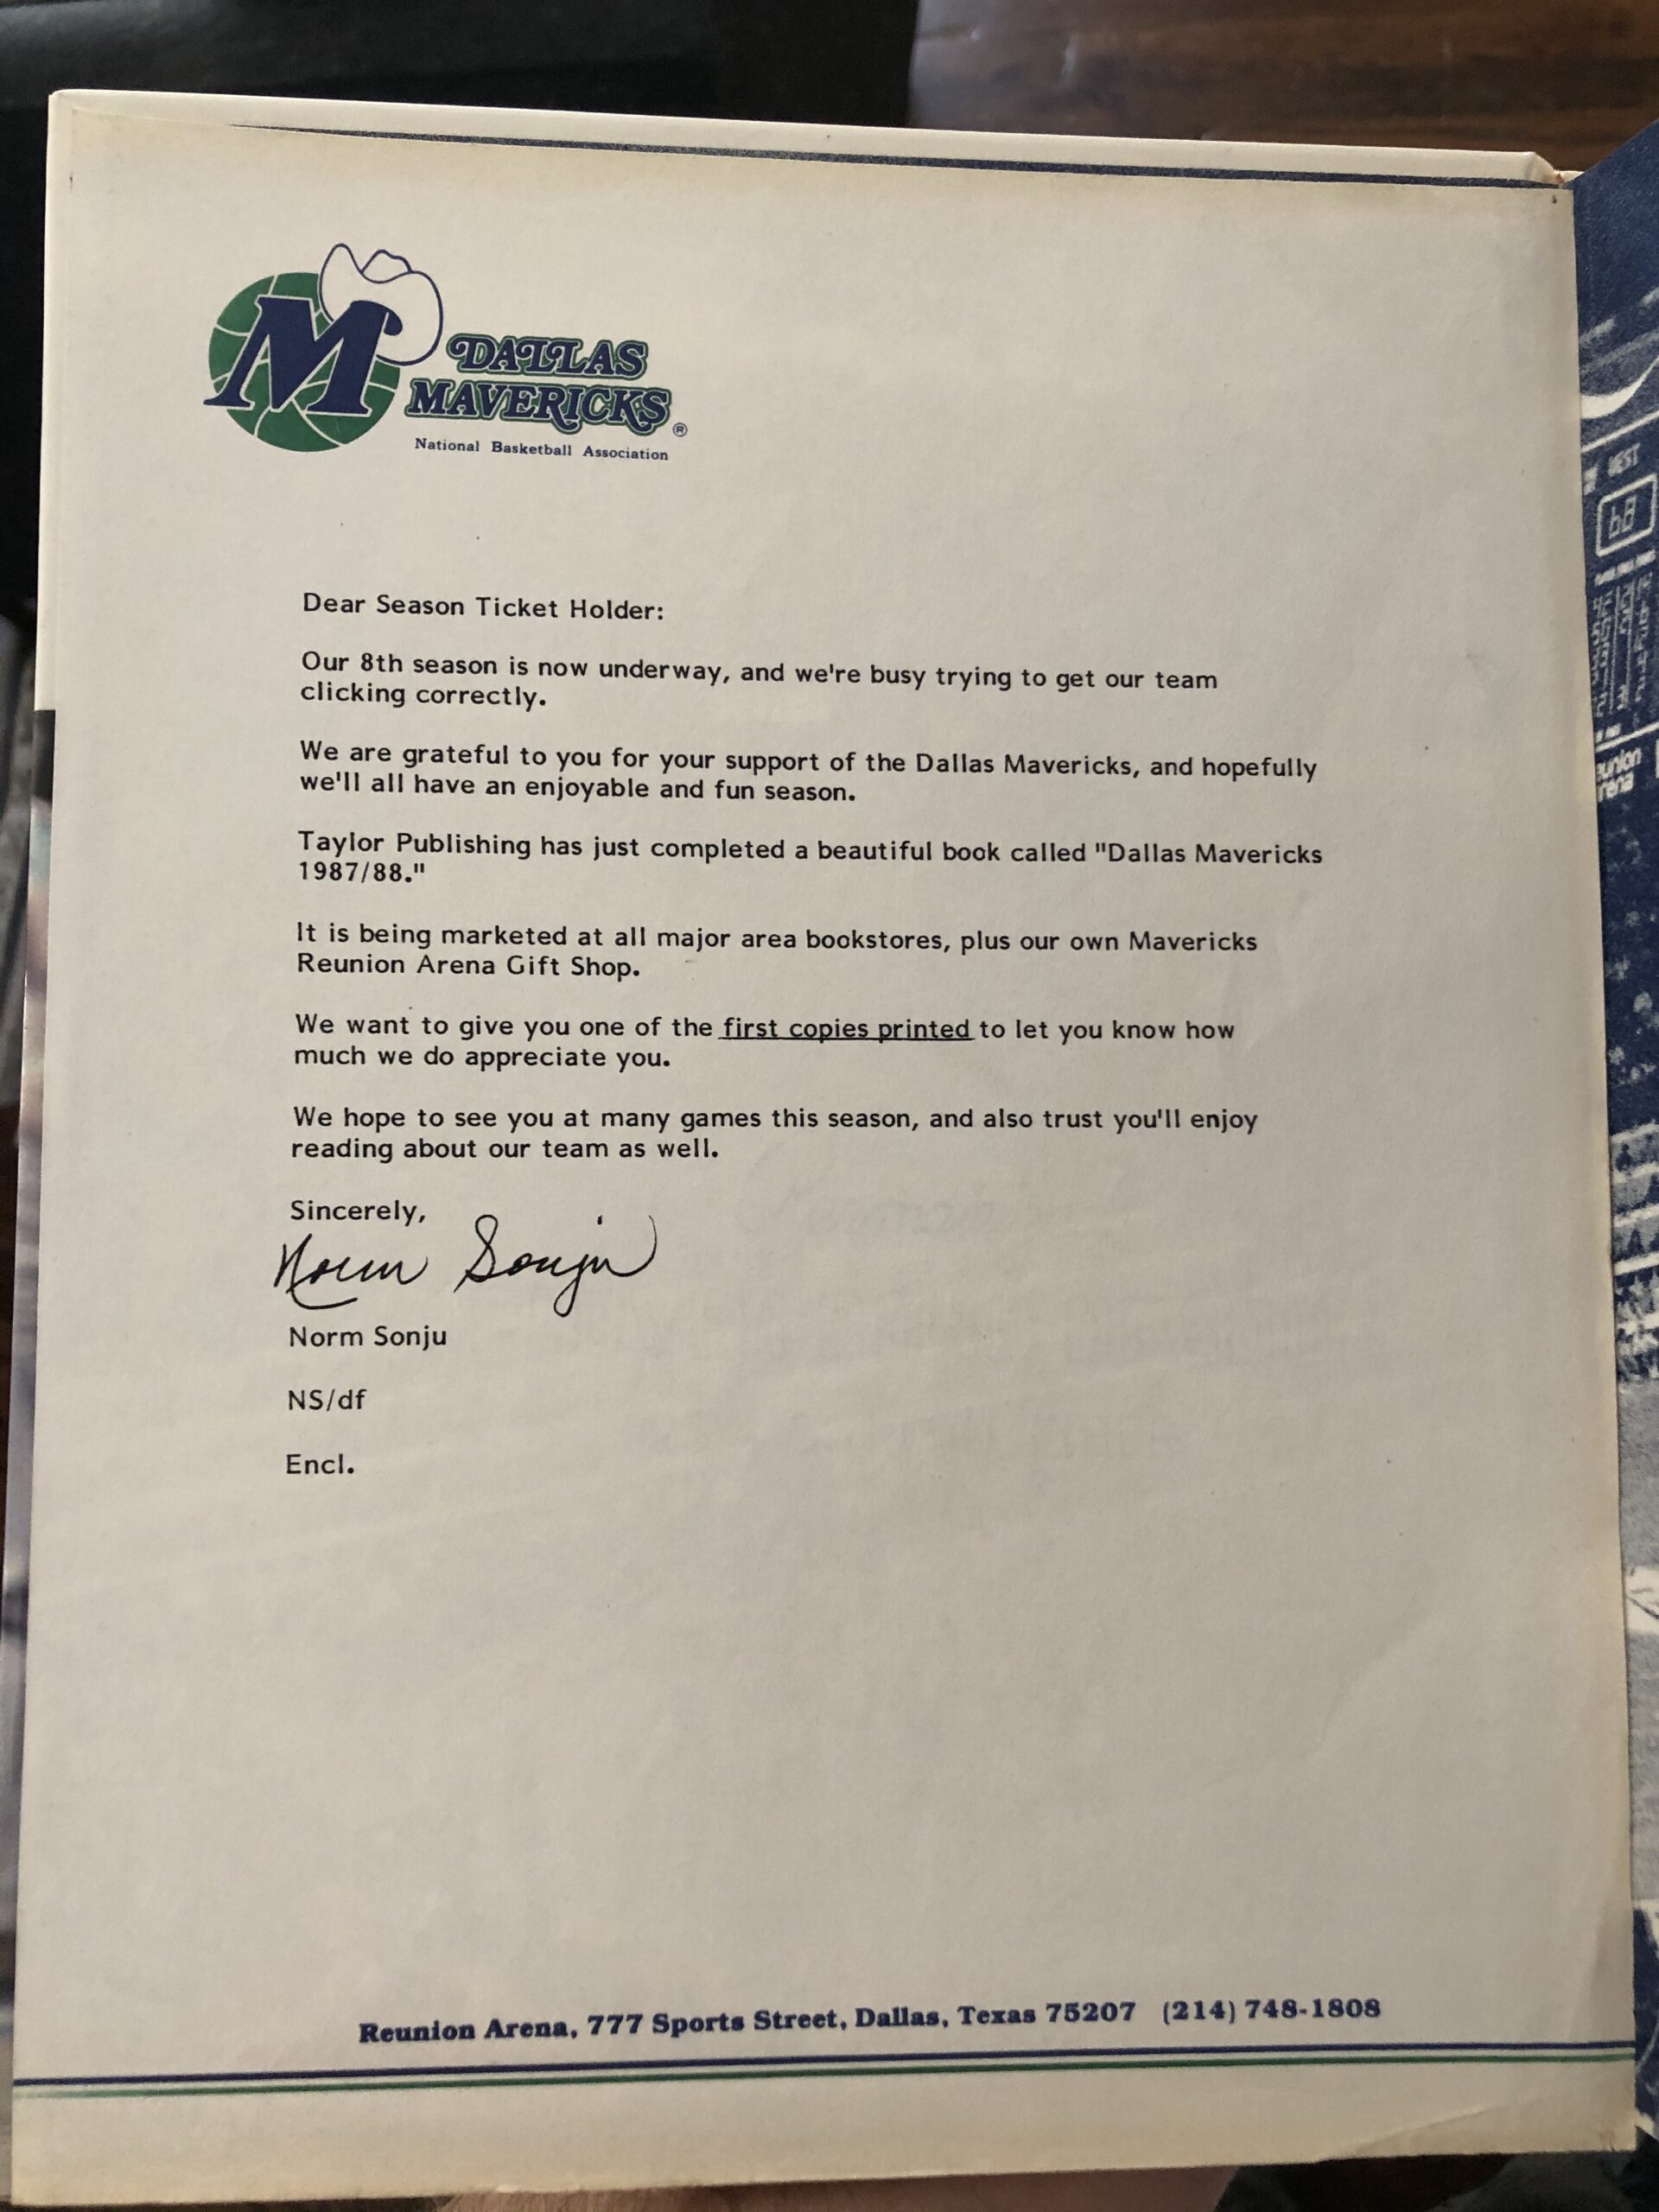 M
DALLAS
MAVERICKS®
National Basketball Association
Dear Season Ticket Holder:
Our 8th season is now underway, and we're busy trying to get our team
clicking correctly.
We are grateful to you for your support of the Dallas Mavericks, and hopefully
we'll all have an enjoyable and fun season.
Taylor Publishing has just completed a beautiful book called "Dallas Mavericks
1987/88."
It is being marketed at all major area bookstores, plus our own Mavericks
Reunion Arena Gift Shop.
We want to give you one of the first copies printed to let you know how
much we do appreciate you.
We hope to see you at many games this season, and also trust you'll enjoy
reading about our team as well.
Sincerely,
Norm Sonju
Norm Sonju
NS/df
Encl.
Reunion Arena, 777 Sports Street, Dallas, Texas 75207 (214) 748-1808